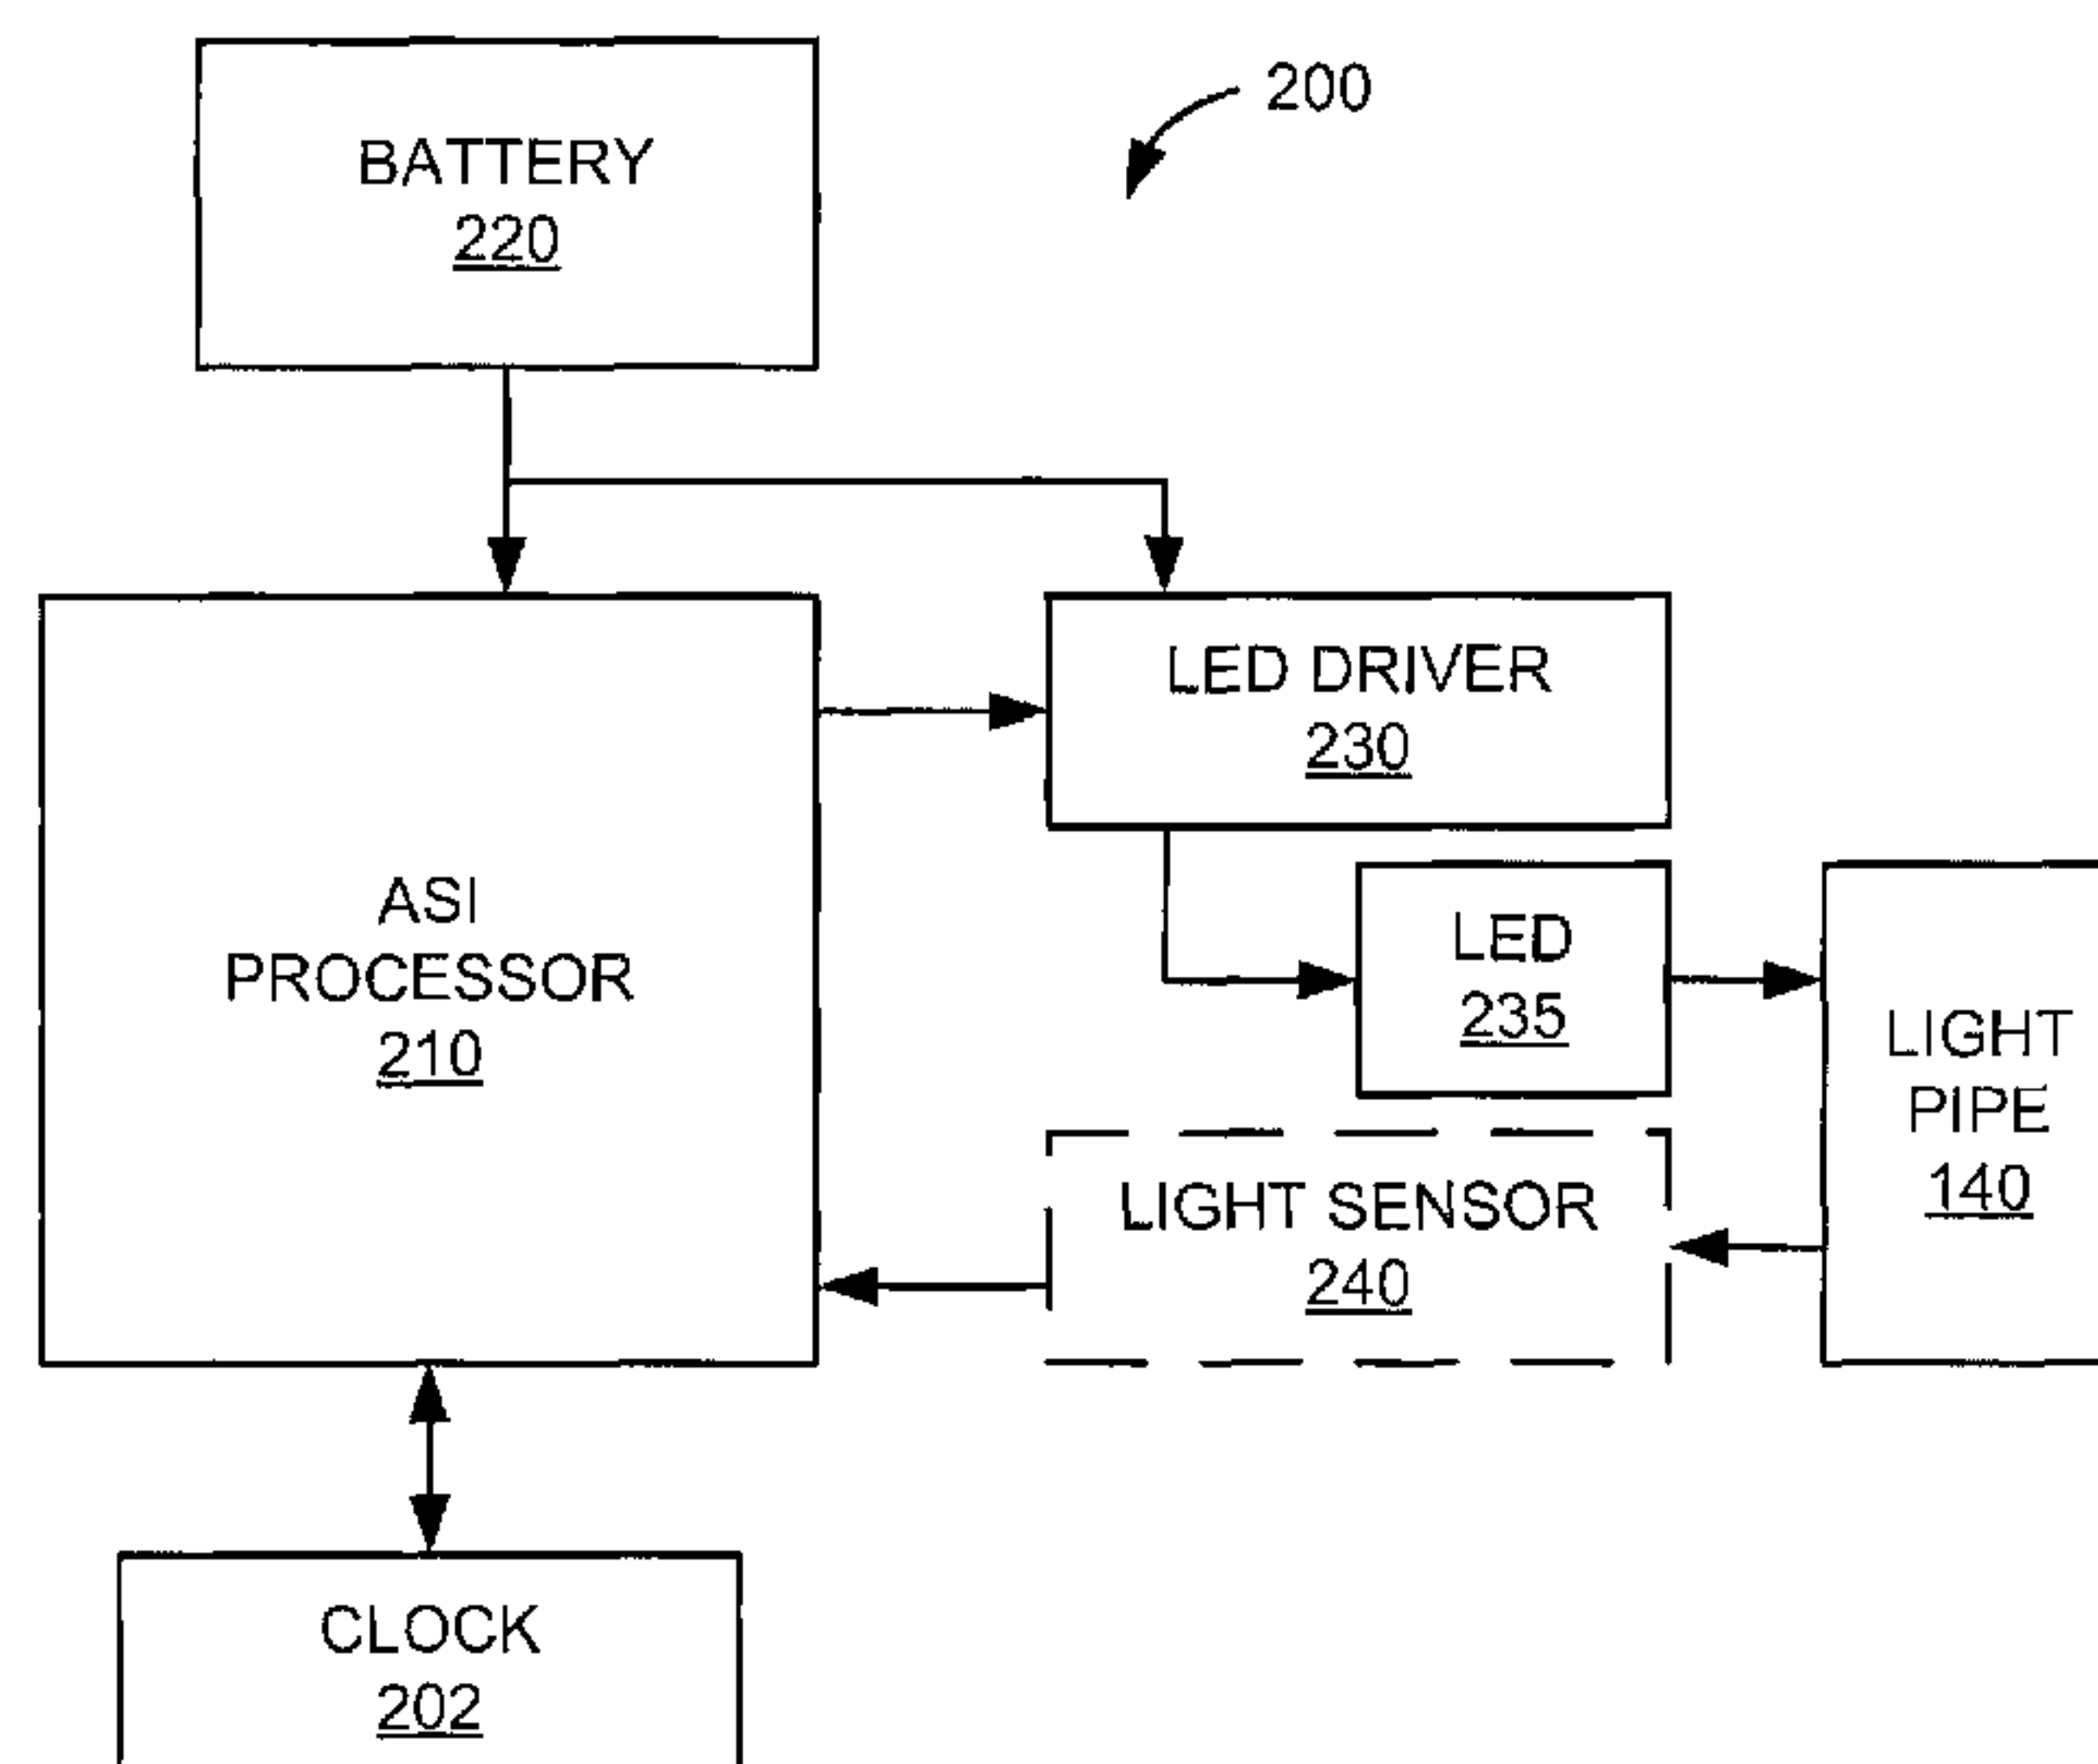 BATTERY
220
200
LED DRIVER
230
ASI
PROCESSOR
210
LED
235
LIGHT
PIPE
140
LIGHT SENSOR
240
CLOCK
202